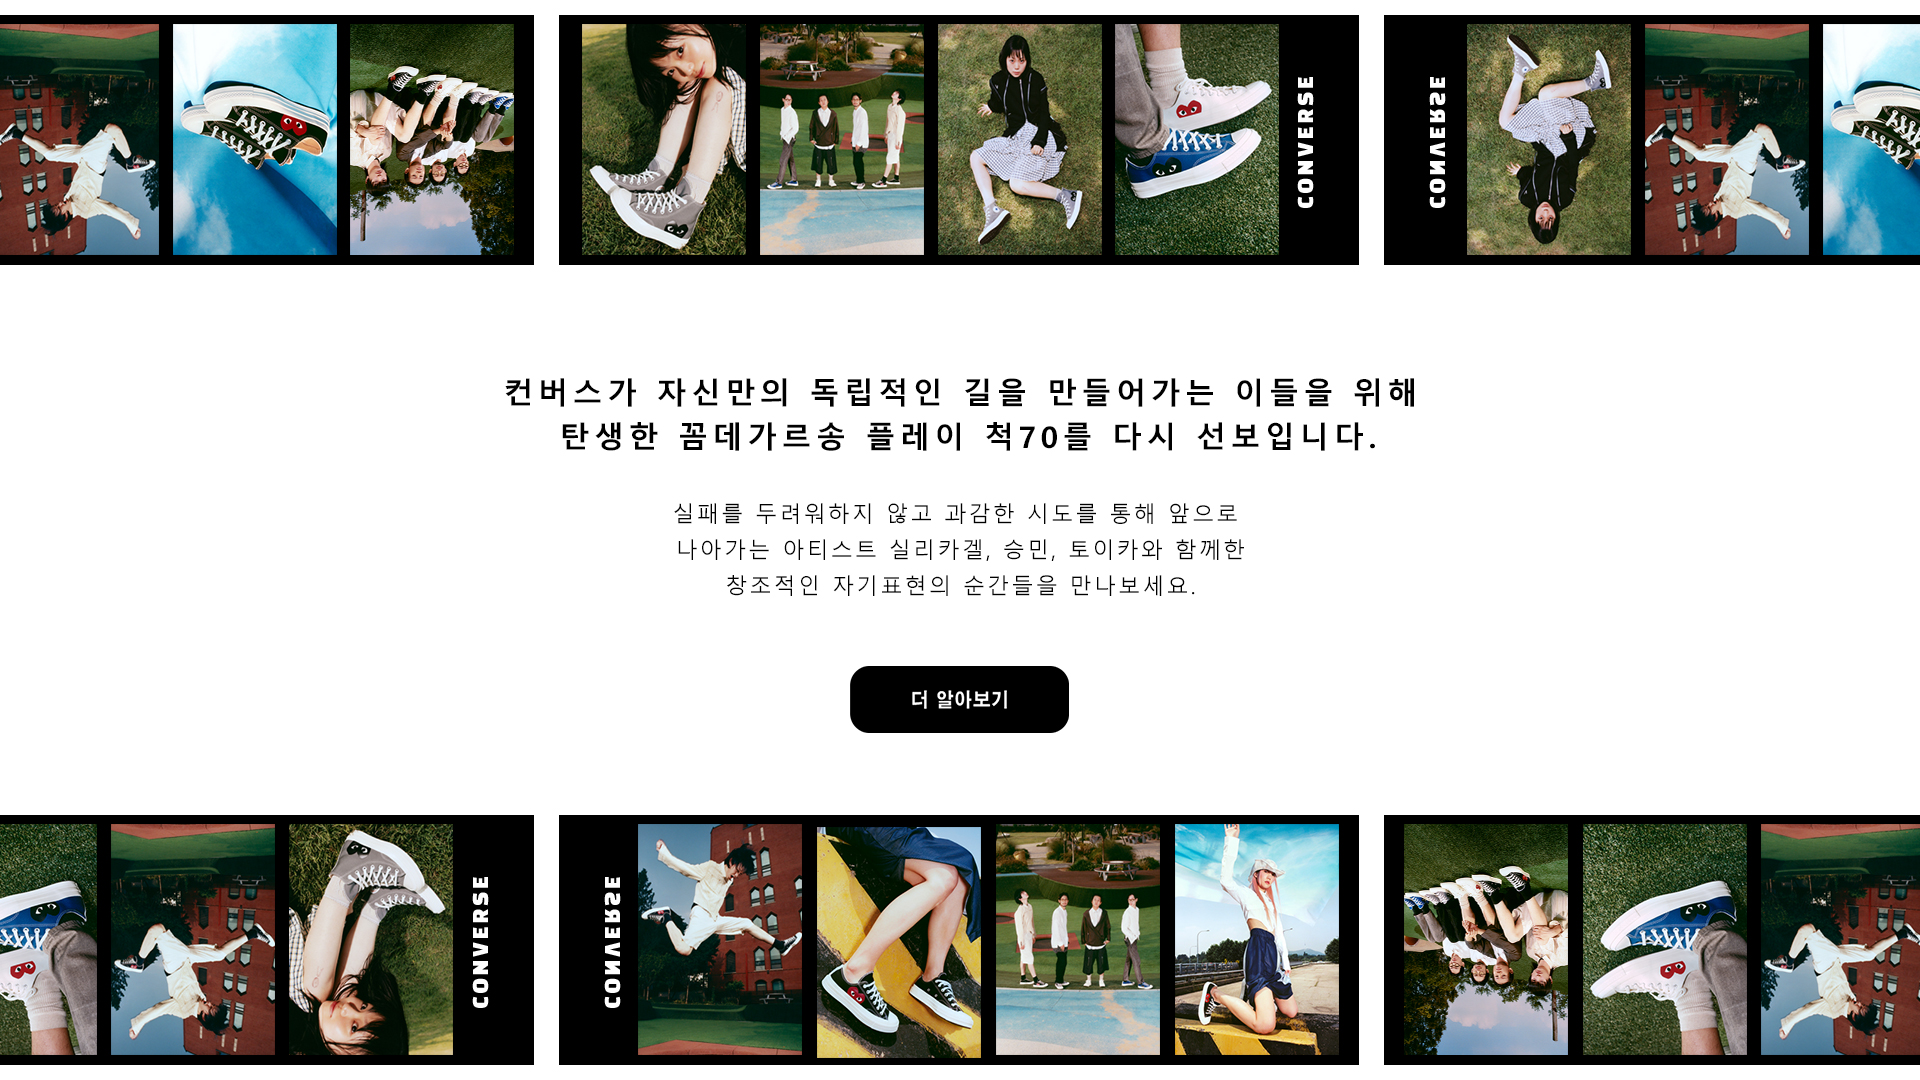 CONVERSE
CONVERSE
컨버스가 자신만의 독립적인 길을 만들어가는 이들을 위해
탄생한 꼼데가르송 플레이 척70를 다시 선보입니다.
실패를 두려워하지 않고 과감한 시도를 통해 앞으로
나아가는 아티스트 실리카겔, 승민, 토이카와 함께한
창조적인 자기표현의 순간들을 만나보세요.
더 알아보기
CONVERSE
CONVERSE